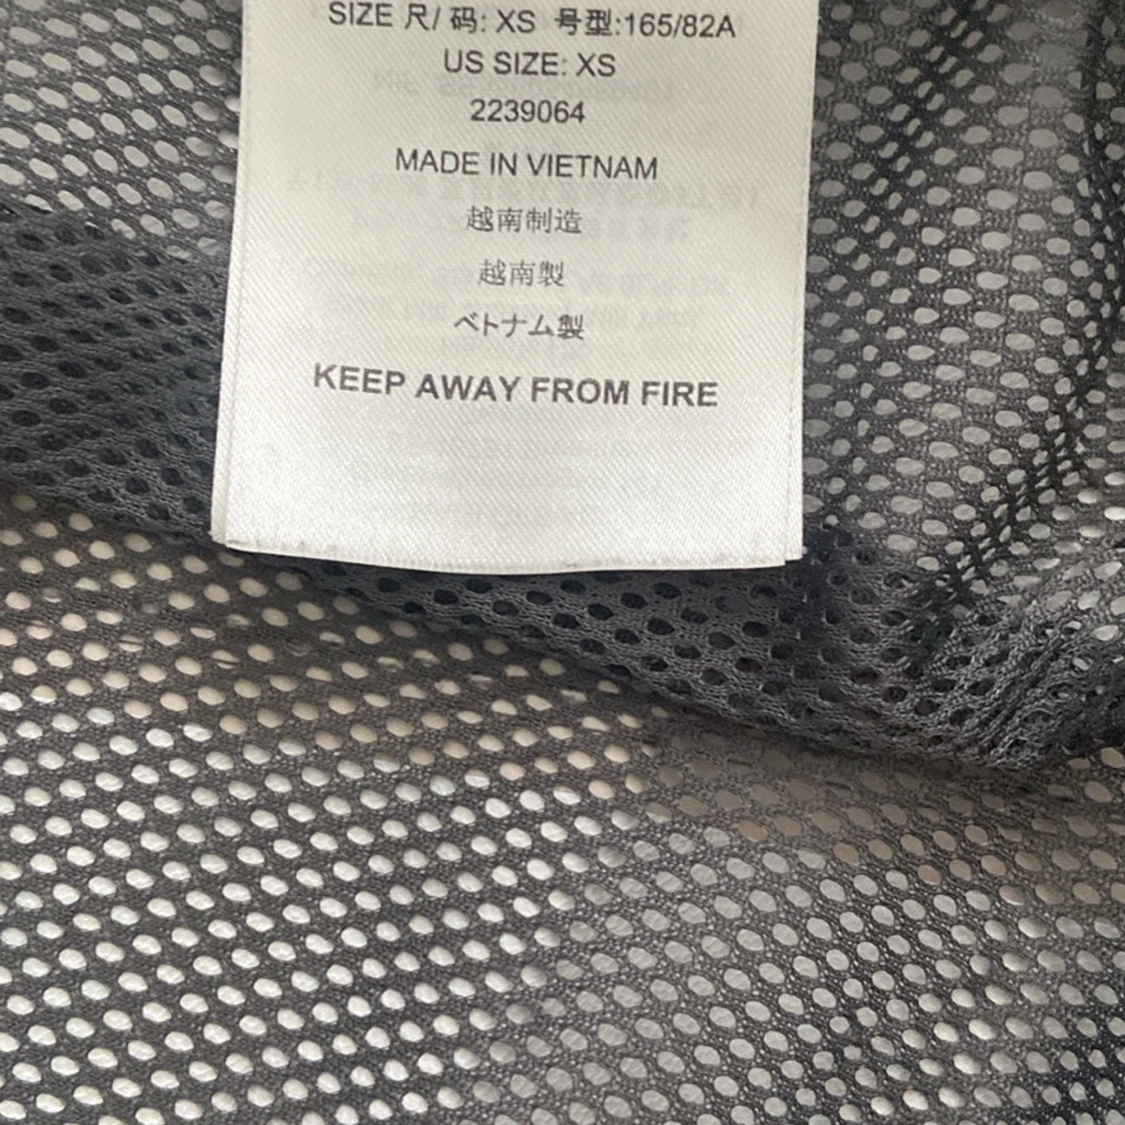 SIZE 尺/ 码: XS 号型:165/82A
US SIZE: XS
2239064
MADE IN VIETNAM
越南制造
越南製
ベトナム製
KEEP AWAY FROM FIRE